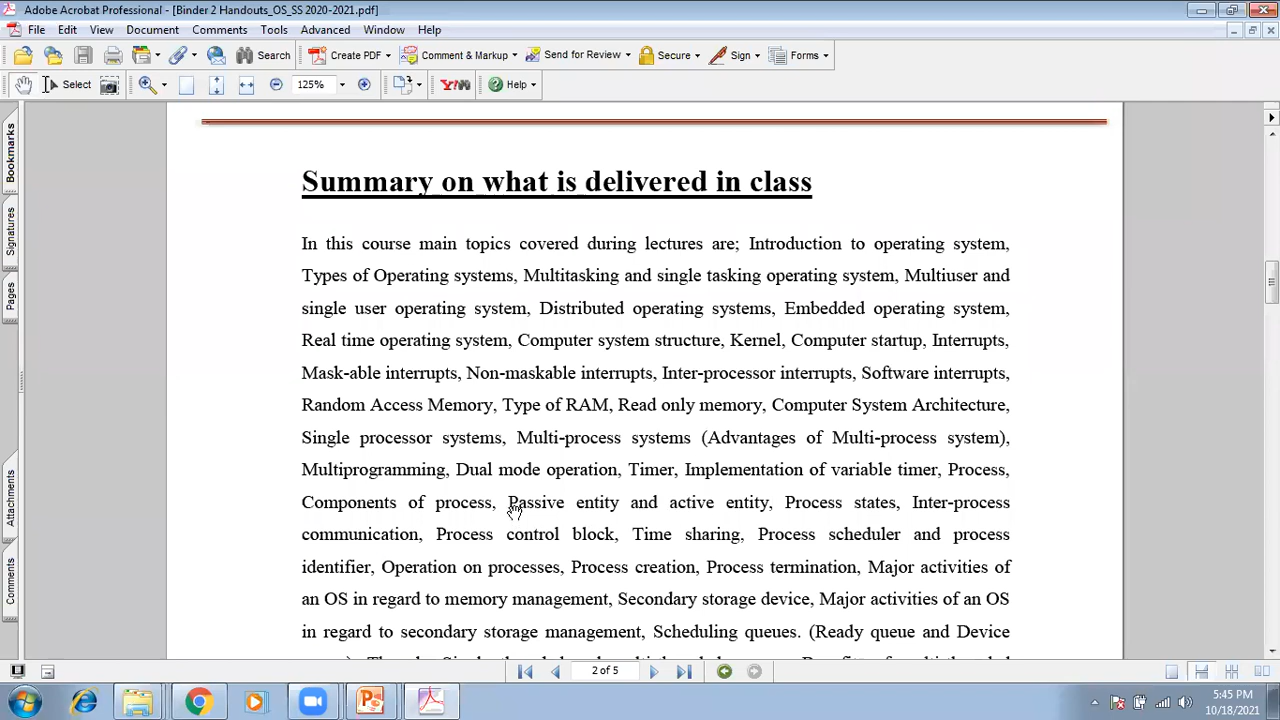 Adobe Acrobat Professional - [Binder 2 Handouts_OS_SS 2020-2021.pdf]
File Edit View Document Comments Tools Advanced Window Help
Search Create PDF Comment & Markup Send for Review Secure Sign Forms
Select 125% Y! Help
Bookmarks
Signatures
Pages
Attachments
Comments
Summary on what is delivered in class
In this course main topics covered during lectures are; Introduction to operating system,
Types of Operating systems, Multitasking and single tasking operating system, Multiuser and
single user operating system, Distributed operating systems, Embedded operating system,
Real time operating system, Computer system structure, Kernel, Computer startup, Interrupts,
Mask-able interrupts, Non-maskable interrupts, Inter-processor interrupts, Software interrupts,
Random Access Memory, Type of RAM, Read only memory, Computer System Architecture,
Single processor systems, Multi-process systems (Advantages of Multi-process system),
Multiprogramming, Dual mode operation, Timer, Implementation of variable timer, Process,
Components of process, Passive entity and active entity, Process states, Inter-process
communication, Process control block, Time sharing, Process scheduler and process
identifier, Operation on processes, Process creation, Process termination, Major activities of
an OS in regard to memory management, Secondary storage device, Major activities of an OS
in regard to secondary storage management, Scheduling queues. (Ready queue and Device
2 of 5
5:45 PM
10/18/2021